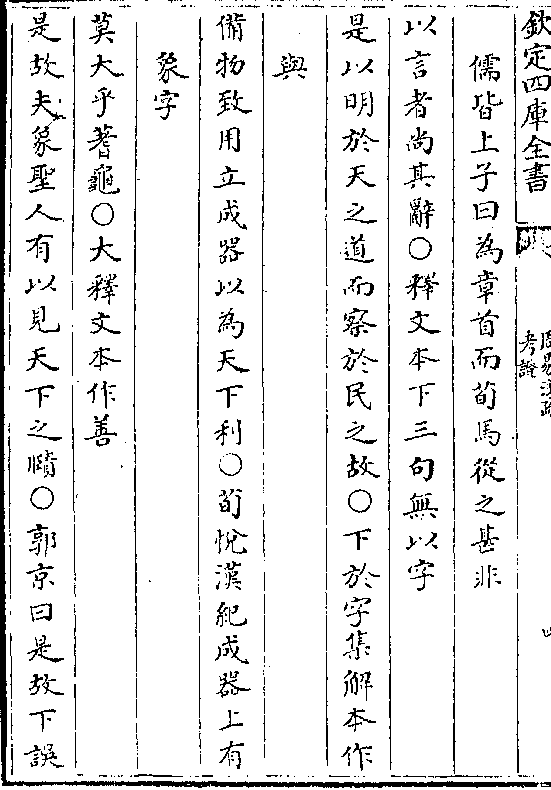 欽定四庫全書
周易注疏
考證
儒皆上子曰為章首而荀馬從之甚非
以言者尚其辭○釋文本下三句無以字
是以明於天之道而察於民之故○下於字集解本作
與
備物致用立成器以為天下利○荀悅漢紀成器上有
象字
莫大乎蓍龜○大釋文本作善
是故夫象聖人有以見天下之賾○郭京曰是故下誤